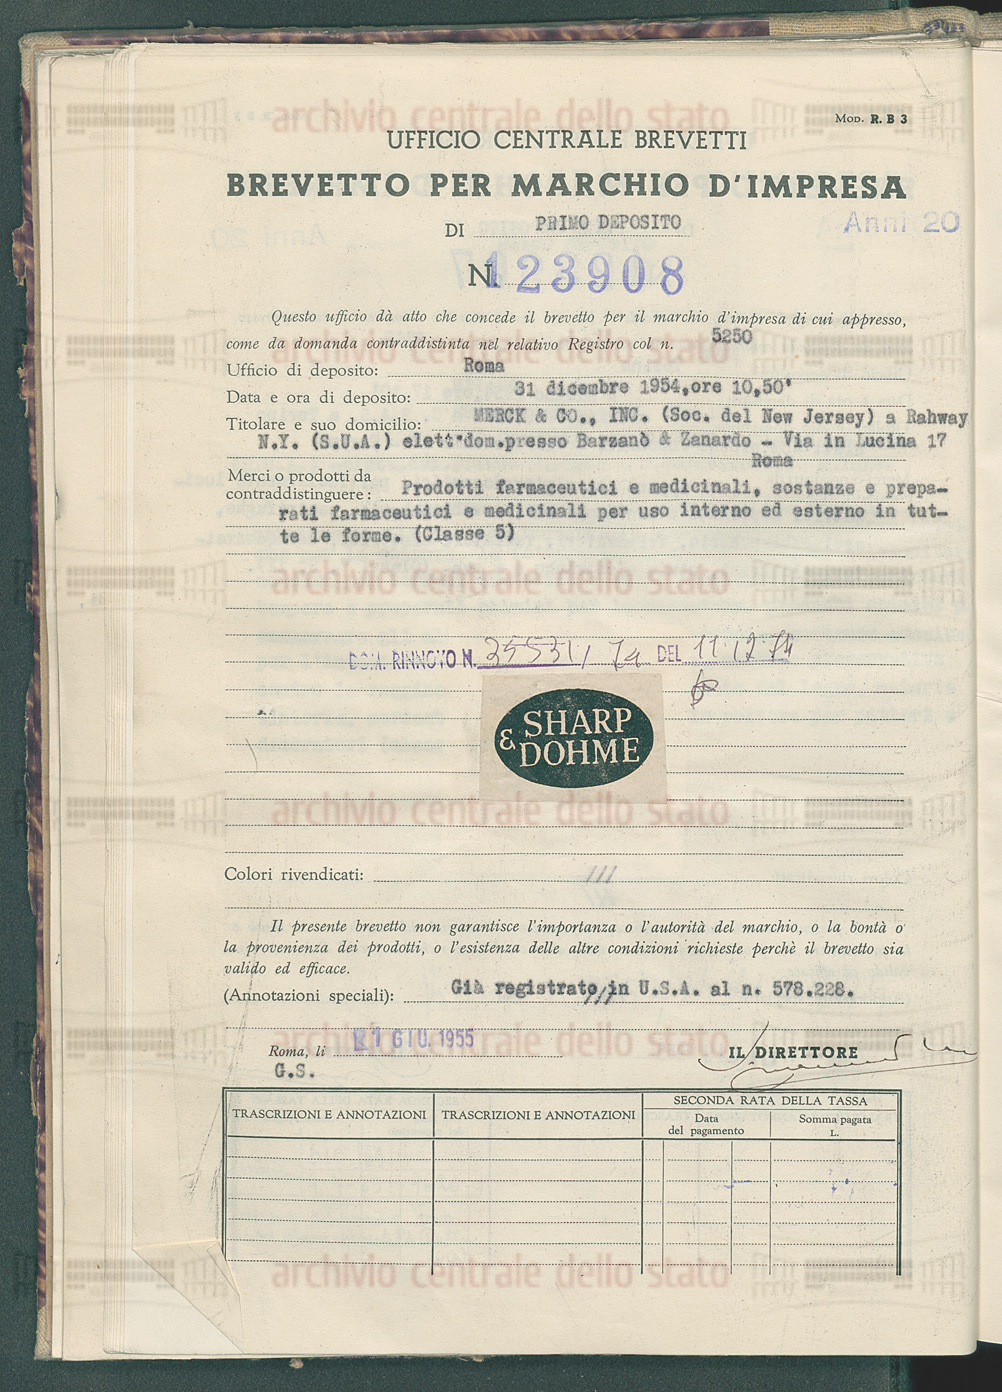 Mod. R. B 3
UFFICIO CENTRALE BREVETTI
BREVETTO PER MARCHIO D'IMPRESA
DI PRIMO DEPOSITO
Anni 20
N. 123908
Questo ufficio dà atto che concede il brevetto per il marchio d'impresa di cui appresso,
come da domanda contraddistinta nel relativo Registro col n. 5250
Ufficio di deposito: Roma
Data e ora di deposito: 31 dicembre 1954,ore 10,50'
Titolare e suo domicilio: MERCK & CO., INC. (Soc. del New Jersey) a Rahway
N.Y. (S.U.A.) elett.dom.presso Barzanò & Zanardo - Via in Lucina 17
Roma
Merci o prodotti da
contraddistinguere: Prodotti farmaceutici e medicinali, sostanze e prepa-
rati farmaceutici e medicinali per uso interno ed esterno in tut-
te le forme. (Classe 5)
DOM. RINNOVO N. 35531/74 DEL 11.12.74
SHARP
& DOHME
Colori rivendicati: ///
Il presente brevetto non garantisce l'importanza o l'autorità del marchio, o la bontà o
la provenienza dei prodotti, o l'esistenza delle altre condizioni richieste perchè il brevetto sia
valido ed efficace.
(Annotazioni speciali): Già registrato in U.S.A. al n. 578.228.
///
Roma, li 21 GIU. 1955
IL DIRETTORE
G.S.
TRASCRIZIONI E ANNOTAZIONI
TRASCRIZIONI E ANNOTAZIONI
SECONDA RATA DELLA TASSA
Data
del pagamento
Somma pagata
L.
archivio centrale dello stato
archivio centrale dello stato
archivio centrale dello stato
archivio centrale dello stato
archivio centrale dello stato
archivio centrale dello stato